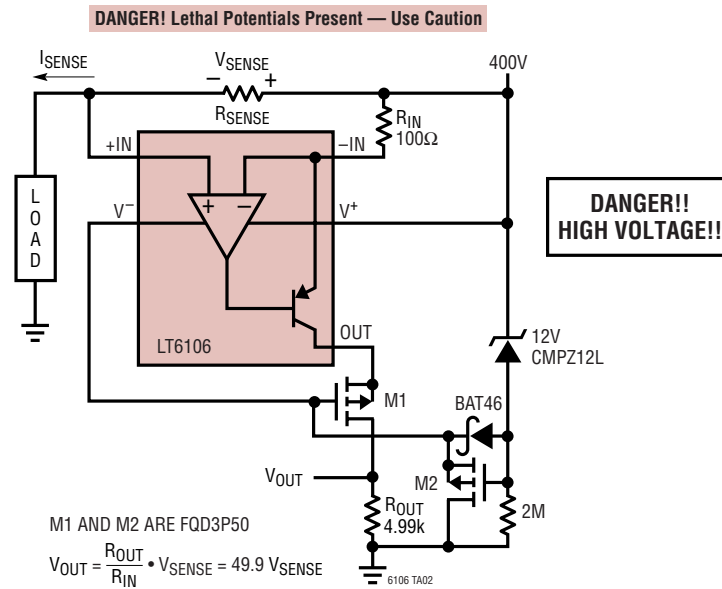 DANGER! Lethal Potentials Present — Use Caution
ISENSE
VSENSE
− +
RSENSE
400V
RIN
100Ω
+IN
−IN
LOAD
V−
+ −
V+
DANGER!!
HIGH VOLTAGE!!
OUT
LT6106
12V
CMPZ12L
M1
BAT46
VOUT
M2
ROUT
4.99k
2M
M1 AND M2 ARE FQD3P50
VOUT = ROUT/RIN • VSENSE = 49.9 VSENSE
6106 TA02